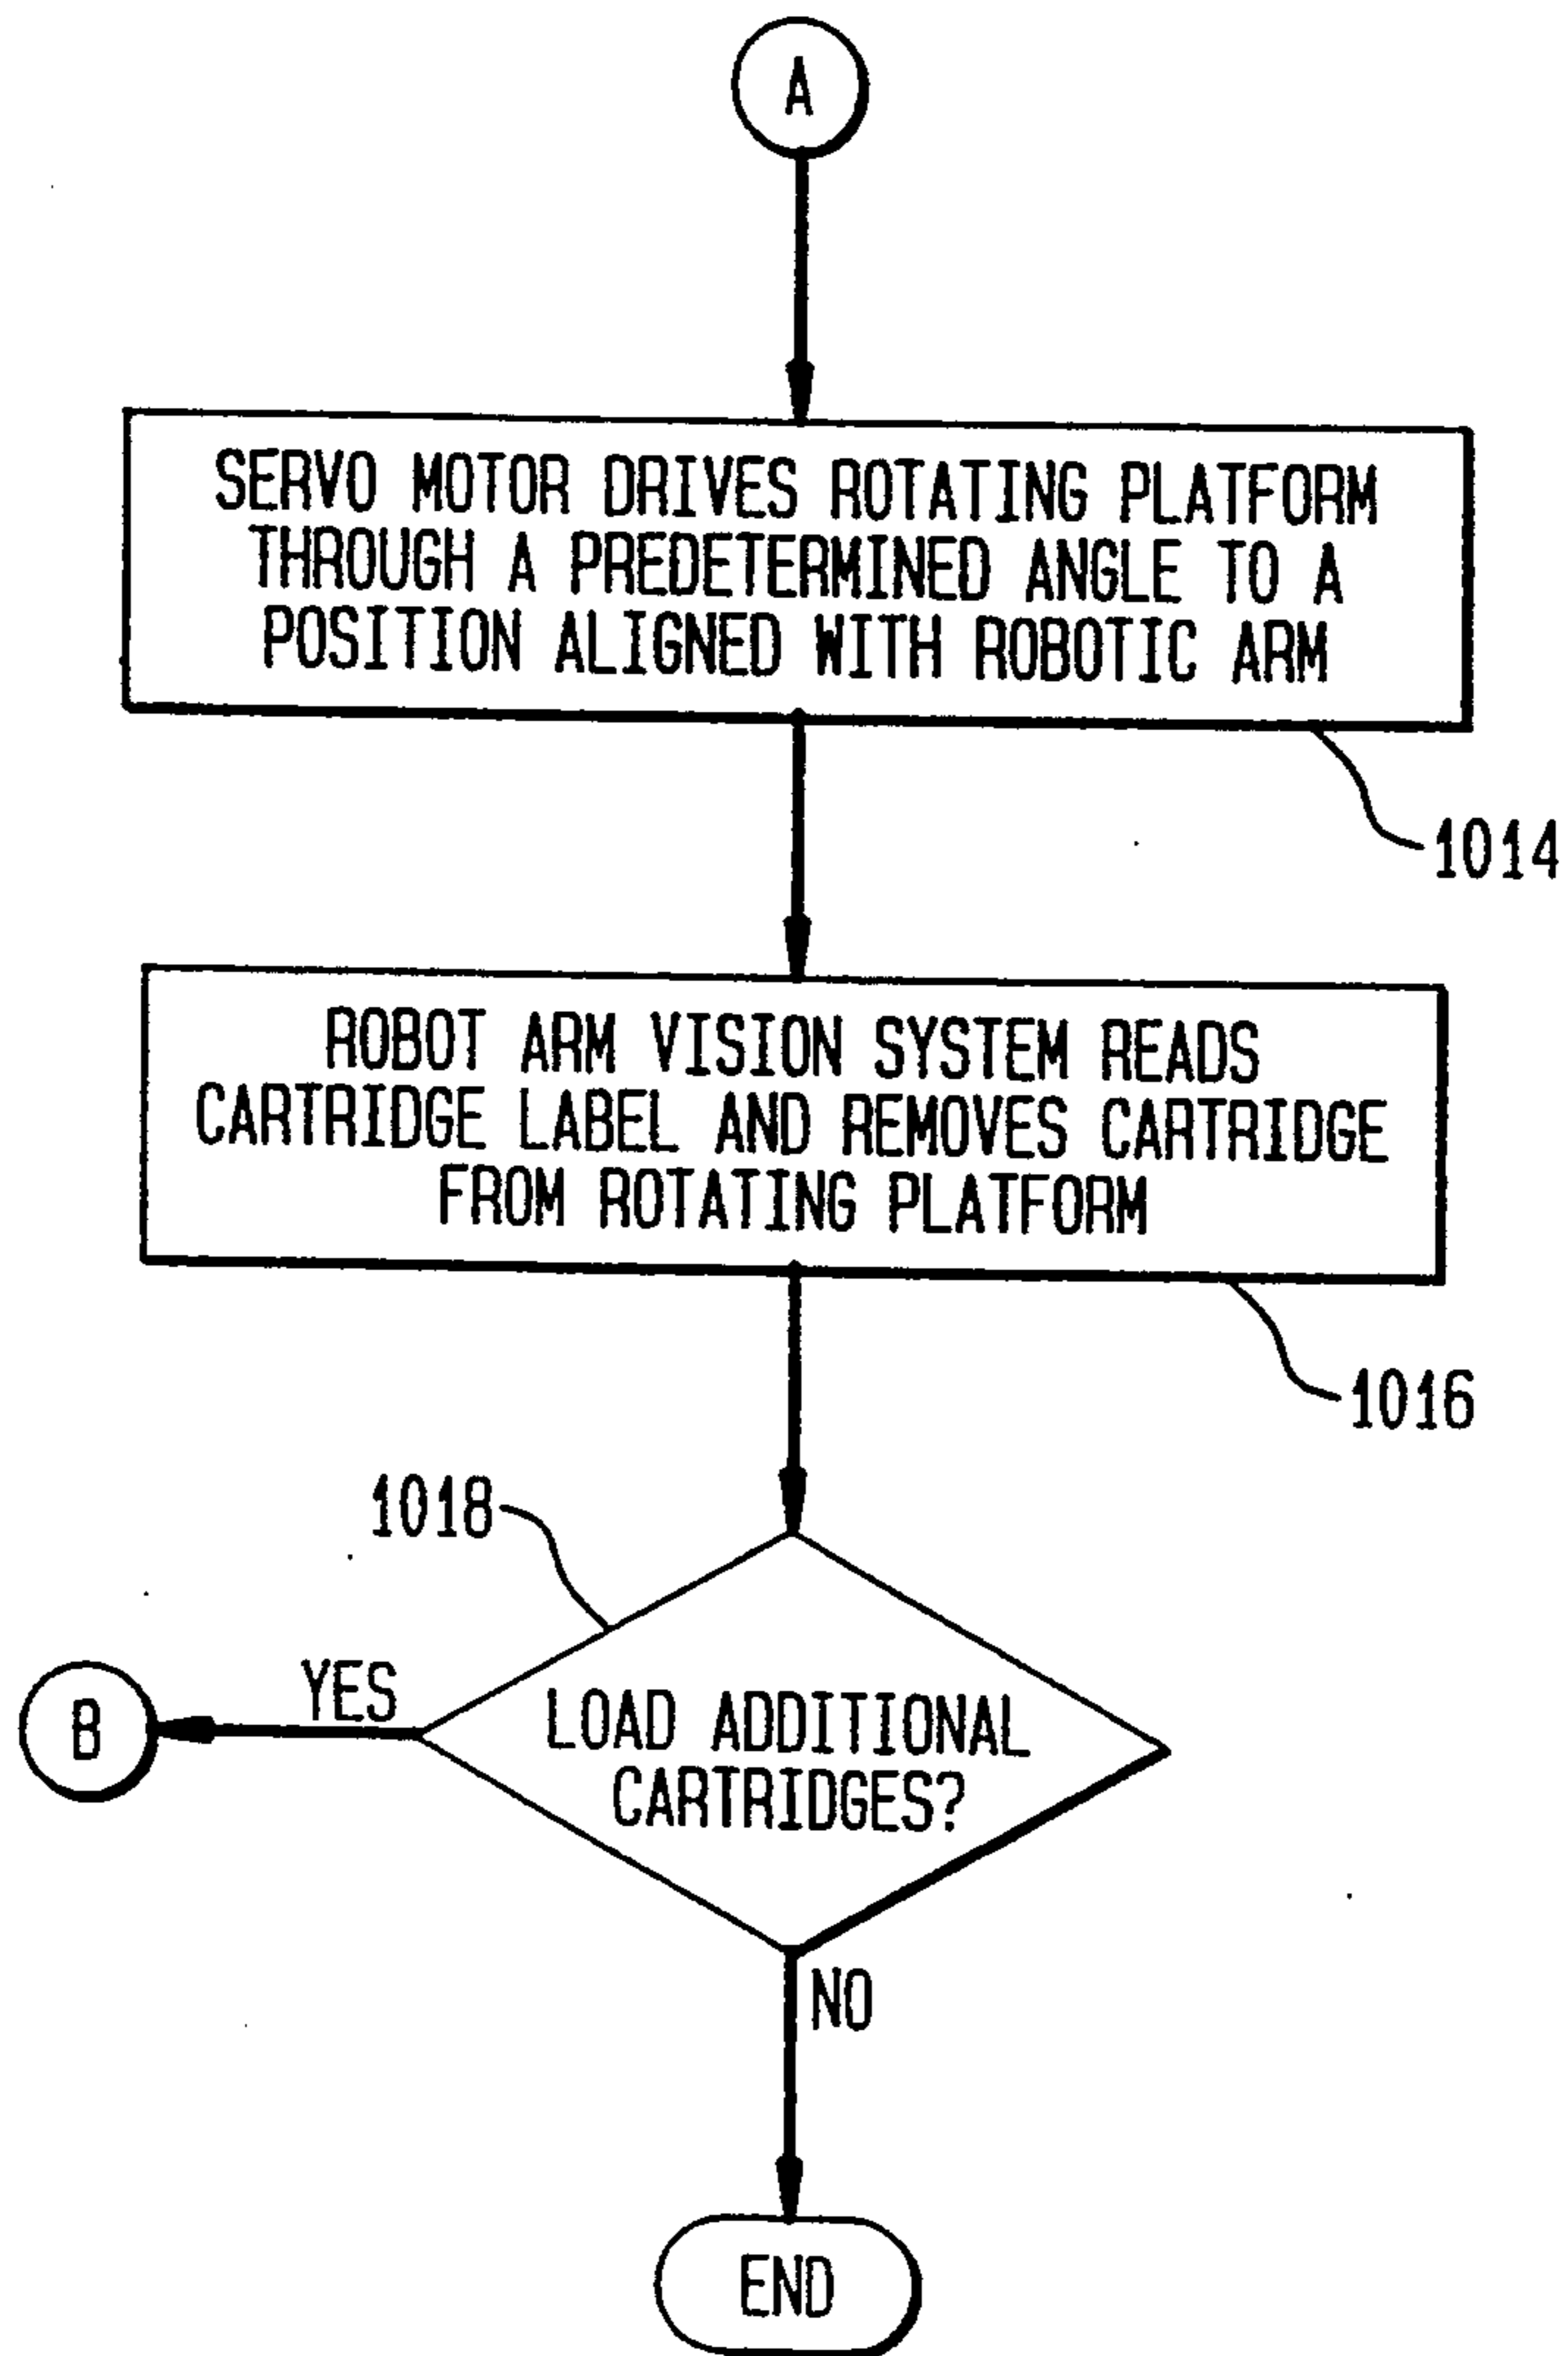 A
SERVO MOTOR DRIVES ROTATING PLATFORM
THROUGH A PREDETERMINED ANGLE TO A
POSITION ALIGNED WITH ROBOTIC ARM
1014
ROBOT ARM VISION SYSTEM READS
CARTRIDGE LABEL AND REMOVES CARTRIDGE
FROM ROTATING PLATFORM
1016
1018
YES
B
LOAD ADDITIONAL
CARTRIDGES?
NO
END